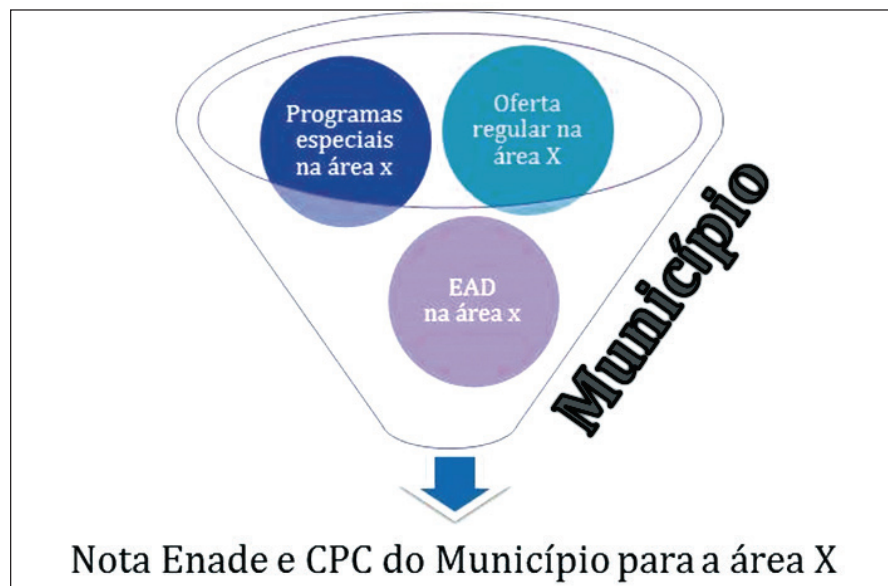 Programas
especiais
na área x
Oferta
regular na
área X
EAD
na área x
Município
Nota Enade e CPC do Município para a área X